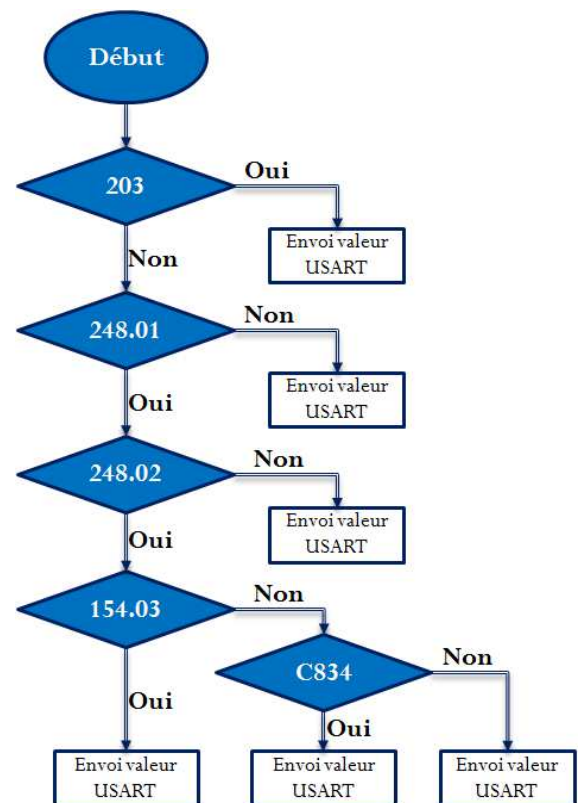 Début
203
Oui
Envoi valeur
USART
Non
248.01
Non
Envoi valeur
USART
Oui
248.02
Non
Envoi valeur
USART
Oui
154.03
Non
C834
Non
Oui
Oui
Envoi valeur
USART
Envoi valeur
USART
Envoi valeur
USART